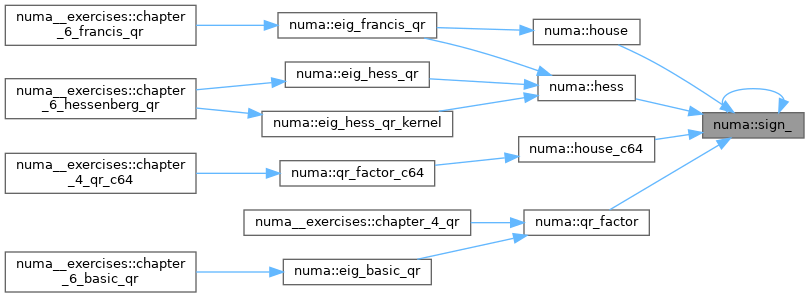 numa__exercises::chapter
_6_francis_qr
numa::eig_francis_qr
numa::house
numa::eig_hess_qr
numa::hess
numa__exercises::chapter
_6_hessenberg_qr
numa::eig_hess_qr_kernel
numa::sign_
numa::house_c64
numa__exercises::chapter
_4_qr_c64
numa::qr_factor_c64
numa__exercises::chapter_4_qr
numa::qr_factor
numa__exercises::chapter
_6_basic_qr
numa::eig_basic_qr